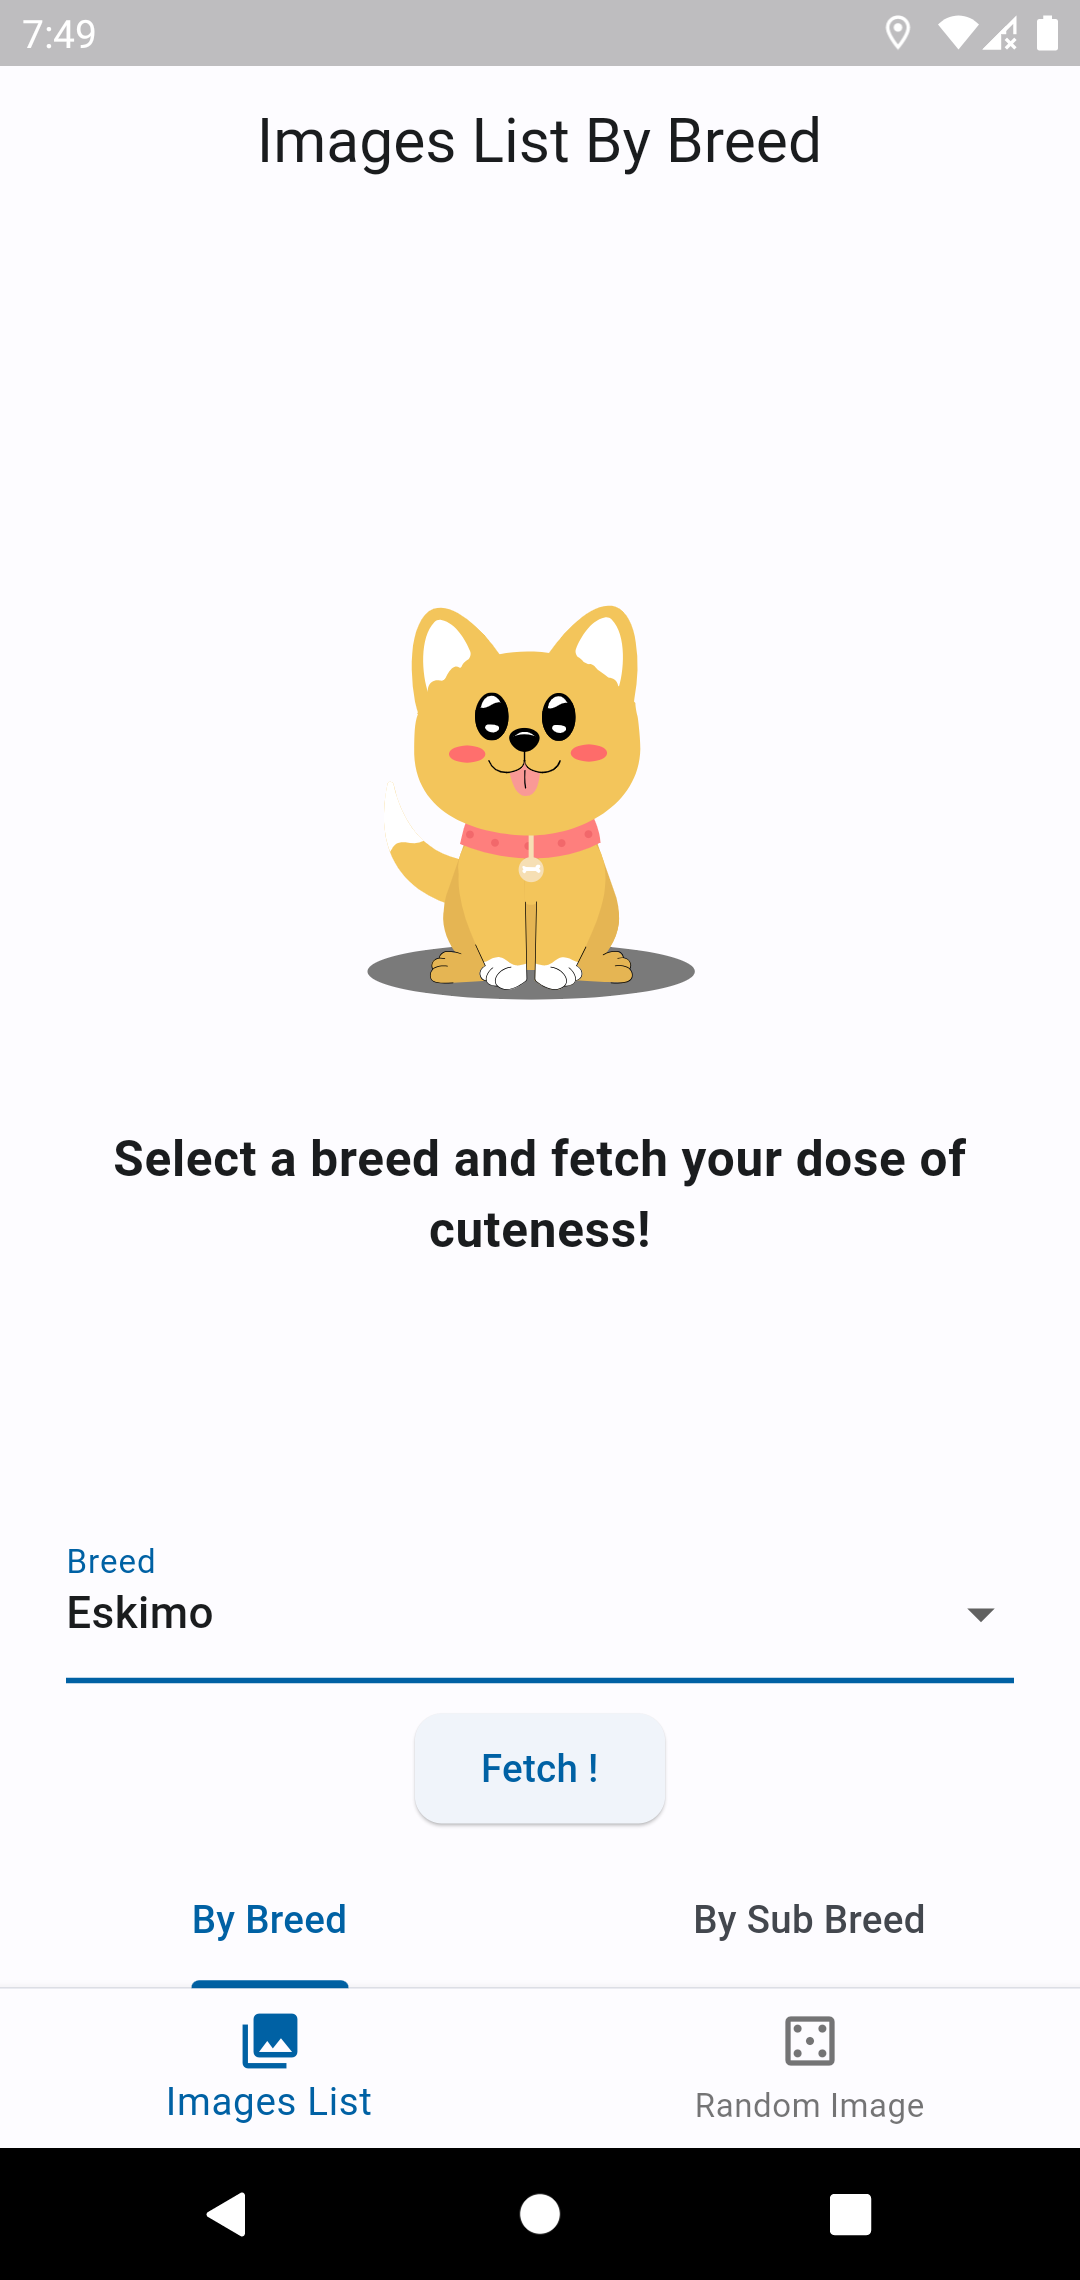 7:49
Images List By Breed
Select a breed and fetch your dose of
cuteness!
Breed
Eskimo
Fetch !
By Breed
By Sub Breed
Images List
Random Image